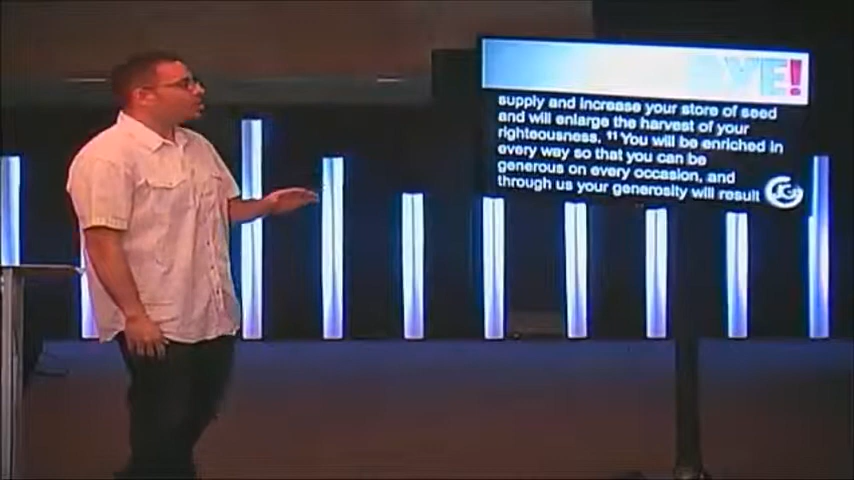 YE!
supply and increase your store of seed
and will enlarge the harvest of your
righteousness. ¹¹ You will be enriched in
every way so that you can be
generous on every occasion, and
through us your generosity will result